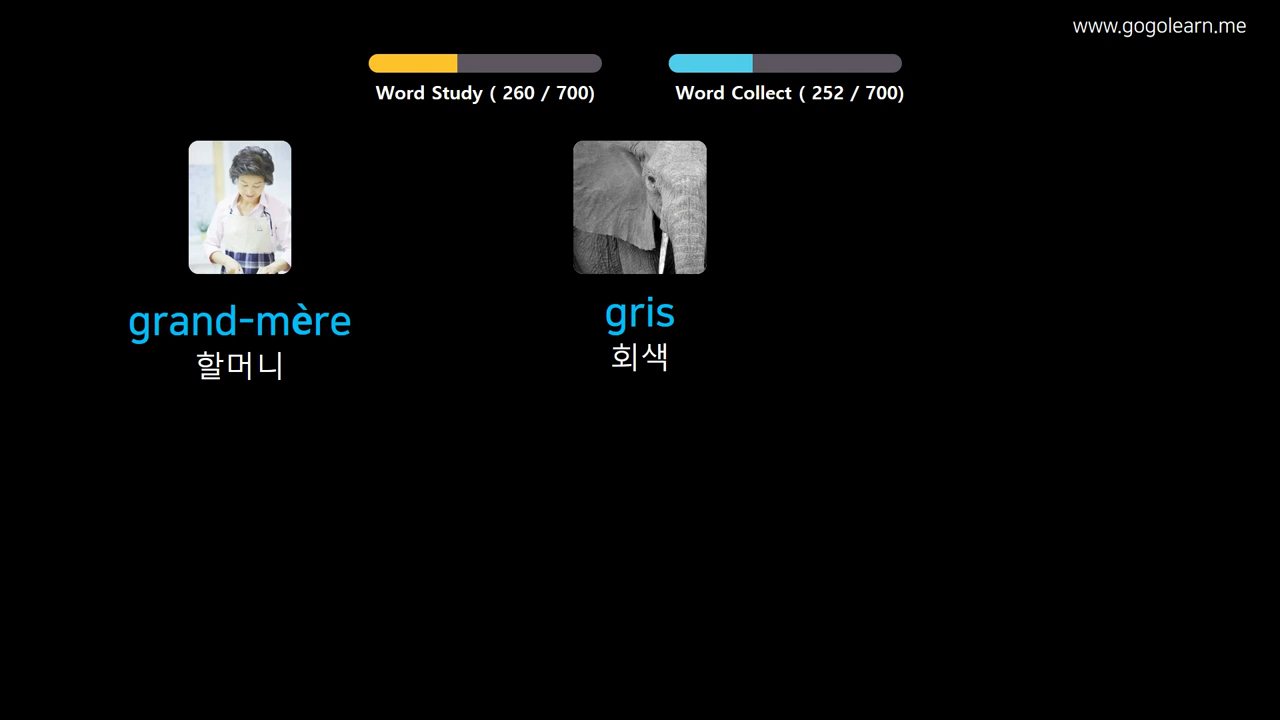 www.gogolearn.me
Word Study ( 260 / 700)
Word Collect ( 252 / 700)
grand-mère
할머니
gris
회색